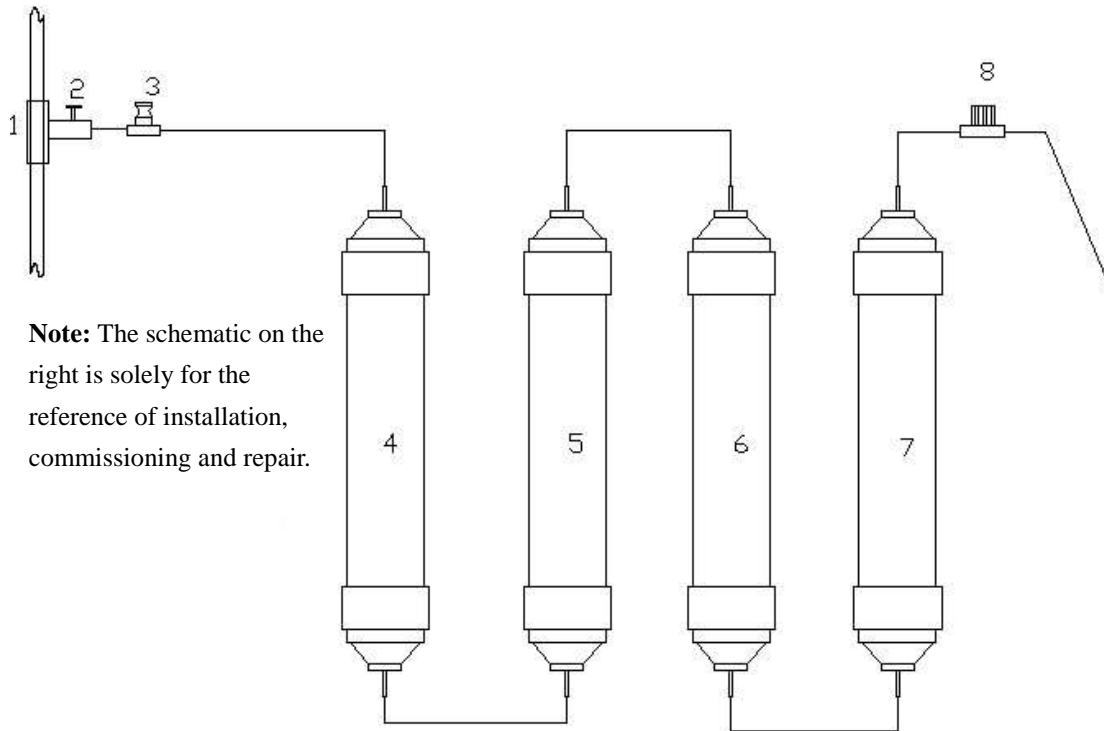 1
2
3
8
Note: The schematic on the
right is solely for the
reference of installation,
commissioning and repair.
4
5
6
7